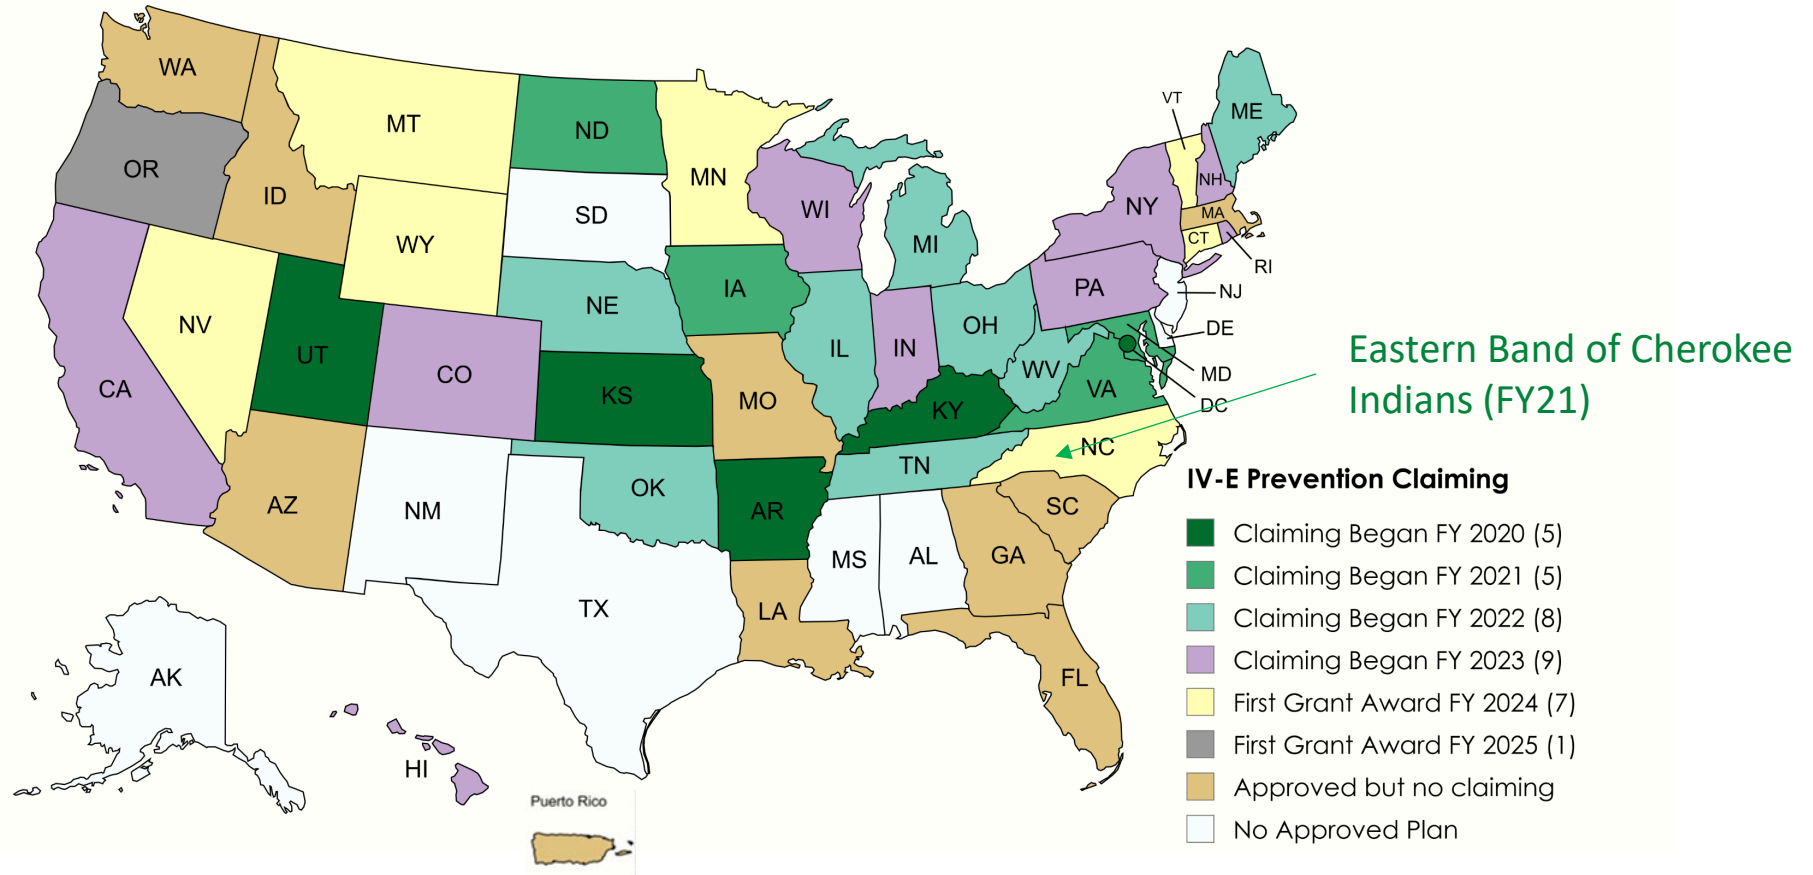 WA
MT
ND
MN
VT
ME
OR
ID
SD
WI
NH
NY
MA
WY
MI
CT
RI
NV
NE
IA
PA
NJ
UT
CO
IL
IN
OH
DE
CA
KS
MO
WV
VA
MD
KY
DC
Eastern Band of Cherokee
Indians (FY21)
AZ
NM
OK
AR
TN
NC
SC
MS
AL
GA
TX
LA
FL
AK
HI
Puerto Rico
IV-E Prevention Claiming
Claiming Began FY 2020 (5)
Claiming Began FY 2021 (5)
Claiming Began FY 2022 (8)
Claiming Began FY 2023 (9)
First Grant Award FY 2024 (7)
First Grant Award FY 2025 (1)
Approved but no claiming
No Approved Plan